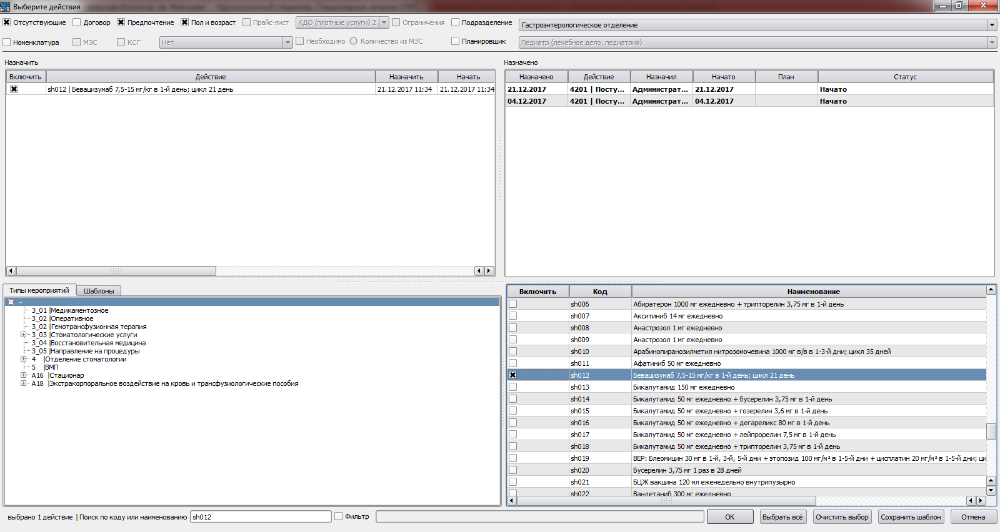 Выберите действия
Отсутствующие Договор Предпочтение Пол и возраст Прайс-лист КДО (платные услуги) 2 Ограничения Подразделение Гастроэнтерологическое отделение
Номенклатура МЭС КСГ Нет Необходимо Количество из МЭС Планировщик Педиатр (лечебное дело, педиатрия)
Назначить
Включить Действие Назначить Начать
sh012 | Бевацизумаб 7,5-15 мг/кг в 1-й день; цикл 21 день 21.12.2017 11:34 21.12.2017 11:34
Назначено
Назначено Действие Назначил Начато План Статус
21.12.2017 4201 | Посту... Администрат... 21.12.2017 Начато
04.12.2017 4201 | Посту... Администрат... 04.12.2017 Начато
Типы мероприятий Шаблоны
-
3_01 |Медикаментозное
3_02 |Оперативное
3_02 |Гемотрансфузионная терапия
3_03 |Стоматологические услуги
3_04 |Восстановительная медицина
3_05 |Направление на процедуры
4 |Отделение стоматологии
5 |ВМП
А16 |Стационар
А18 |Экстракорпоральное воздействие на кровь и трансфузиологические пособия
Включить Код Наименование
sh006 Абиратерон 1000 мг ежедневно + трипторелин 3,75 мг в 1-й день
sh007 Акситиниб 14 мг ежедневно
sh008 Анастрозол 1 мг ежедневно
sh009 Анастрозол 1 мг ежедневно
sh010 Арабинопиранозилметил нитрозомочевина 1000 мг в/в в 1-3-й дни; цикл 35 дней
sh011 Афатиниб 50 мг ежедневно
sh012 Бевацизумаб 7,5-15 мг/кг в 1-й день; цикл 21 день
sh013 Бикалутамид 150 мг ежедневно
sh014 Бикалутамид 50 мг ежедневно + бусерелин 3,75 мг в 1-й день
sh015 Бикалутамид 50 мг ежедневно + гозерелин 3,6 мг в 1-й день
sh016 Бикалутамид 50 мг ежедневно + дегареликс 80 мг в 1-й день
sh017 Бикалутамид 50 мг ежедневно + лейпрорелин 7,5 мг в 1-й день
sh018 Бикалутамид 50 мг ежедневно + трипторелин 3,75 мг в 1-й день
sh019 BEP: Блеомицин 30 мг в 1-й, 3-й, 5-й дни + этопозид 100 мг/м² в 1-5-й дни + цисплатин 20 мг/м² в 1-5-й дни; ци
sh020 Бусерелин 3,75 мг 1 раз в 28 дней
sh021 БЦЖ вакцина 120 мл еженедельно внутрипузырно
sh022 Вандетаниб 300 мг ежедневно
выбрано 1 действие | Поиск по коду или наименованию sh012 Фильтр ОК Выбрать всё Очистить выбор Сохранить шаблон Отмена